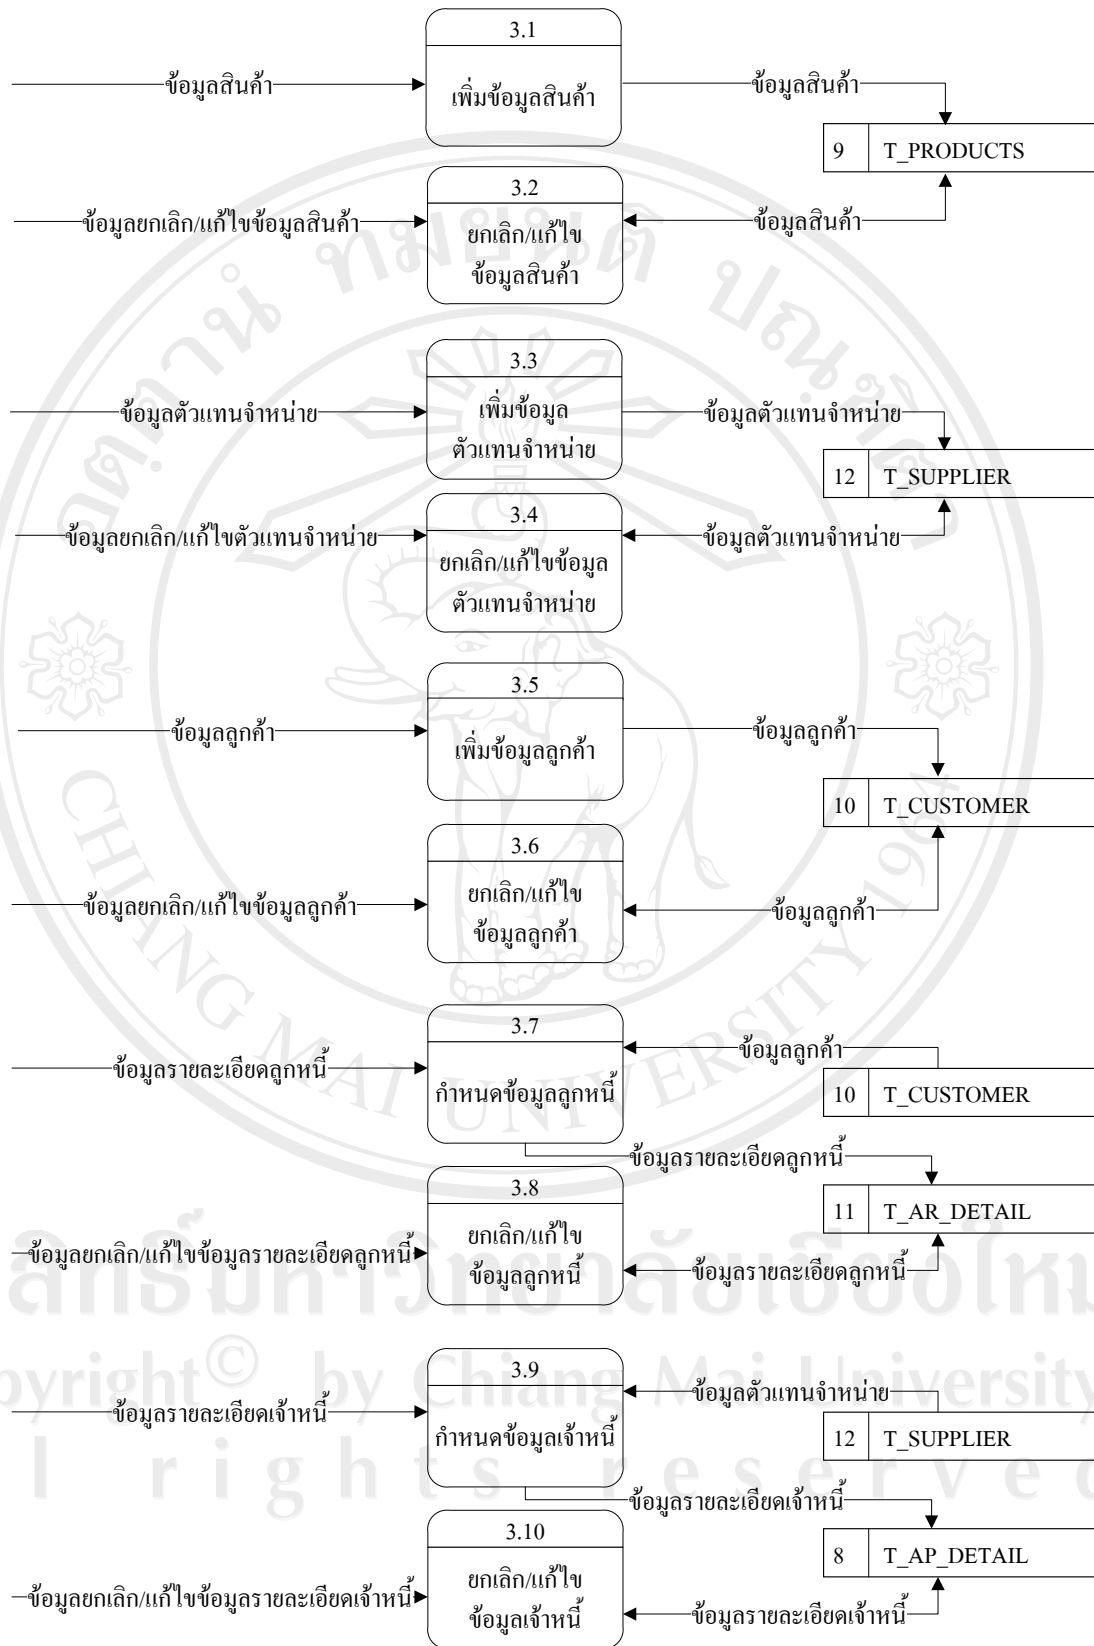 3.1
ข้อมูลสินค้า
เพิ่มข้อมูลสินค้า
ข้อมูลสินค้า
9 T_PRODUCTS
3.2
ข้อมูลยกเลิก/แก้ไขข้อมูลสินค้า
ยกเลิก/แก้ไข
ข้อมูลสินค้า
ข้อมูลสินค้า
3.3
ข้อมูลตัวแทนจำหน่าย
เพิ่มข้อมูล
ตัวแทนจำหน่าย
ข้อมูลตัวแทนจำหน่าย
12 T_SUPPLIER
3.4
ข้อมูลยกเลิก/แก้ไขตัวแทนจำหน่าย
ยกเลิก/แก้ไขข้อมูล
ตัวแทนจำหน่าย
ข้อมูลตัวแทนจำหน่าย
3.5
ข้อมูลลูกค้า
เพิ่มข้อมูลลูกค้า
ข้อมูลลูกค้า
10 T_CUSTOMER
3.6
ข้อมูลยกเลิก/แก้ไขข้อมูลลูกค้า
ยกเลิก/แก้ไข
ข้อมูลลูกค้า
ข้อมูลลูกค้า
3.7
ข้อมูลรายละเอียดลูกหนี้
กำหนดข้อมูลลูกหนี้
ข้อมูลลูกค้า
10 T_CUSTOMER
ข้อมูลรายละเอียดลูกหนี้
11 T_AR_DETAIL
3.8
ข้อมูลยกเลิก/แก้ไขข้อมูลรายละเอียดลูกหนี้
ยกเลิก/แก้ไข
ข้อมูลลูกหนี้
ข้อมูลรายละเอียดลูกหนี้
3.9
ข้อมูลรายละเอียดเจ้าหนี้
กำหนดข้อมูลเจ้าหนี้
ข้อมูลตัวแทนจำหน่าย
12 T_SUPPLIER
ข้อมูลรายละเอียดเจ้าหนี้
8 T_AP_DETAIL
3.10
ข้อมูลยกเลิก/แก้ไขข้อมูลรายละเอียดเจ้าหนี้
ยกเลิก/แก้ไข
ข้อมูลเจ้าหนี้
ข้อมูลรายละเอียดเจ้าหนี้
CHIANG MAI UNIVERSITY 1964
by Chiang Mai University
rights reserved